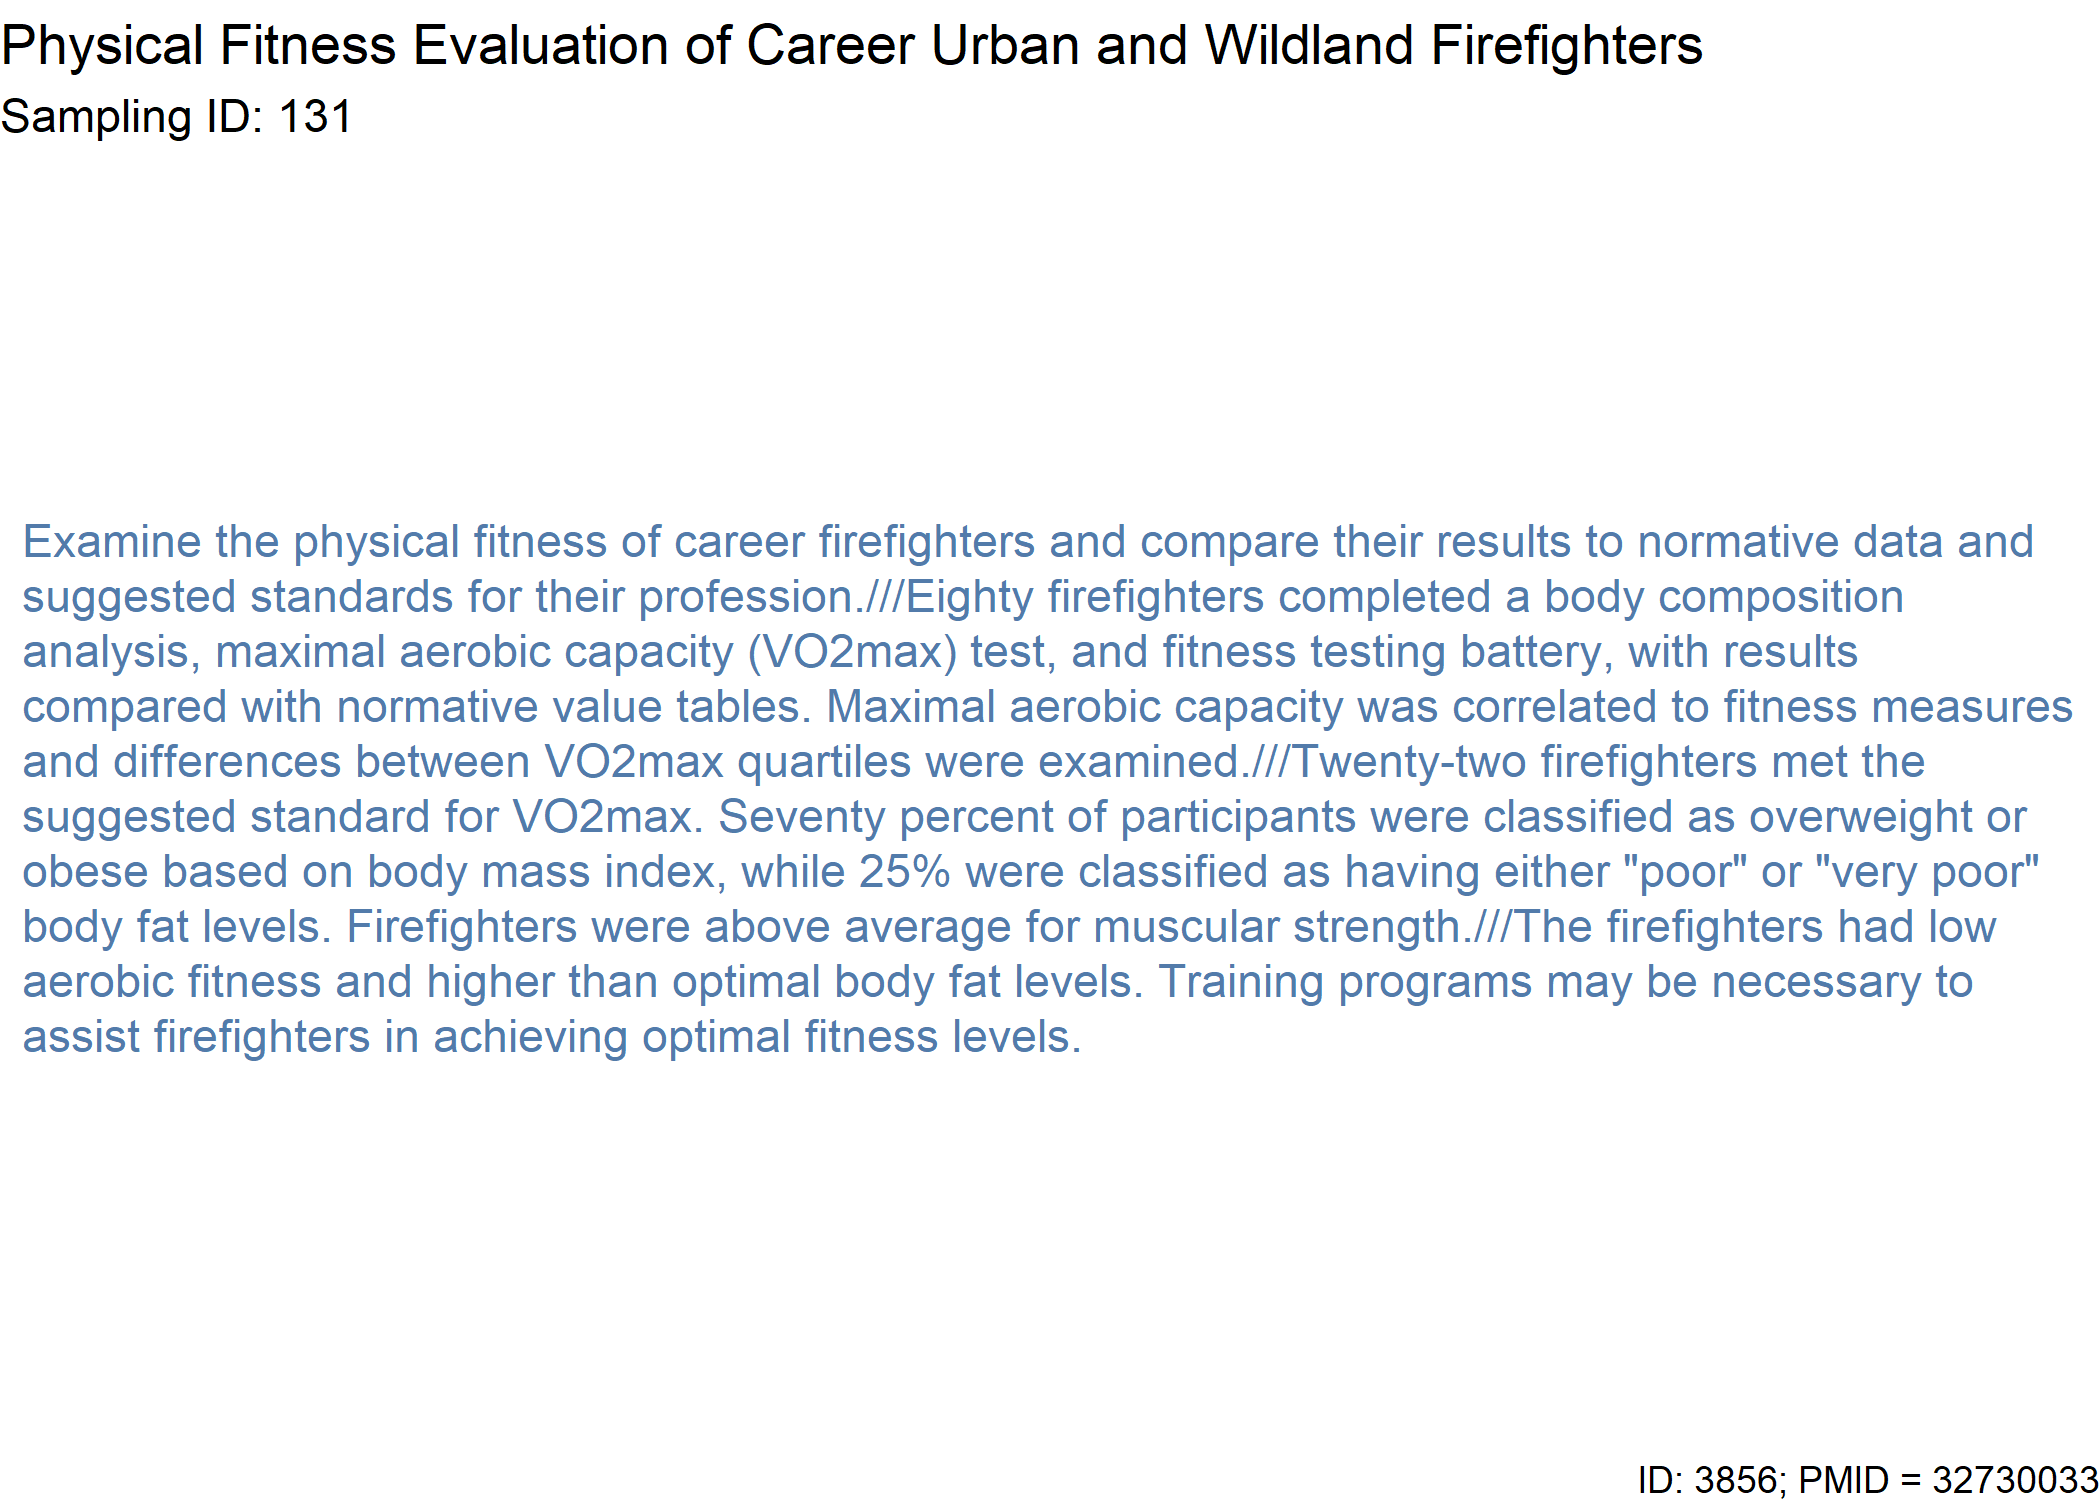 Physical Fitness Evaluation of Career Urban and Wildland Firefighters
Sampling ID: 131
Examine the physical fitness of career firefighters and compare their results to normative data and
suggested standards for their profession.///Eighty firefighters completed a body composition
analysis, maximal aerobic capacity (VO2max) test, and fitness testing battery, with results
compared with normative value tables. Maximal aerobic capacity was correlated to fitness measures
and differences between VO2max quartiles were examined.///Twenty-two firefighters met the
suggested standard for VO2max. Seventy percent of participants were classified as overweight or
obese based on body mass index, while 25% were classified as having either "poor" or "very poor"
body fat levels. Firefighters were above average for muscular strength.///The firefighters had low
aerobic fitness and higher than optimal body fat levels. Training programs may be necessary to
assist firefighters in achieving optimal fitness levels.
ID: 3856; PMID = 32730033